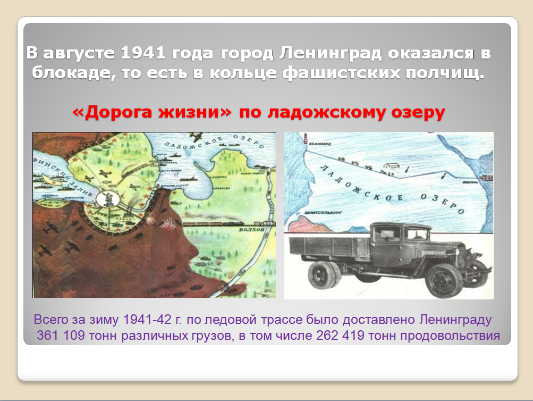 В августе 1941 года город Ленинград оказался в
блокаде, то есть в кольце фашистских полчищ.
«Дорога жизни» по ладожскому озеру
ЛАДОЖСКОЕ ОЗЕРО
ВОЛХОВ
ЛАДОЖСКОЕ ОЗЕРО
ШЛИССЕЛЬБУРГ
Всего за зиму 1941-42 г. по ледовой трассе было доставлено Ленинграду
361 109 тонн различных грузов, в том числе 262 419 тонн продовольствия